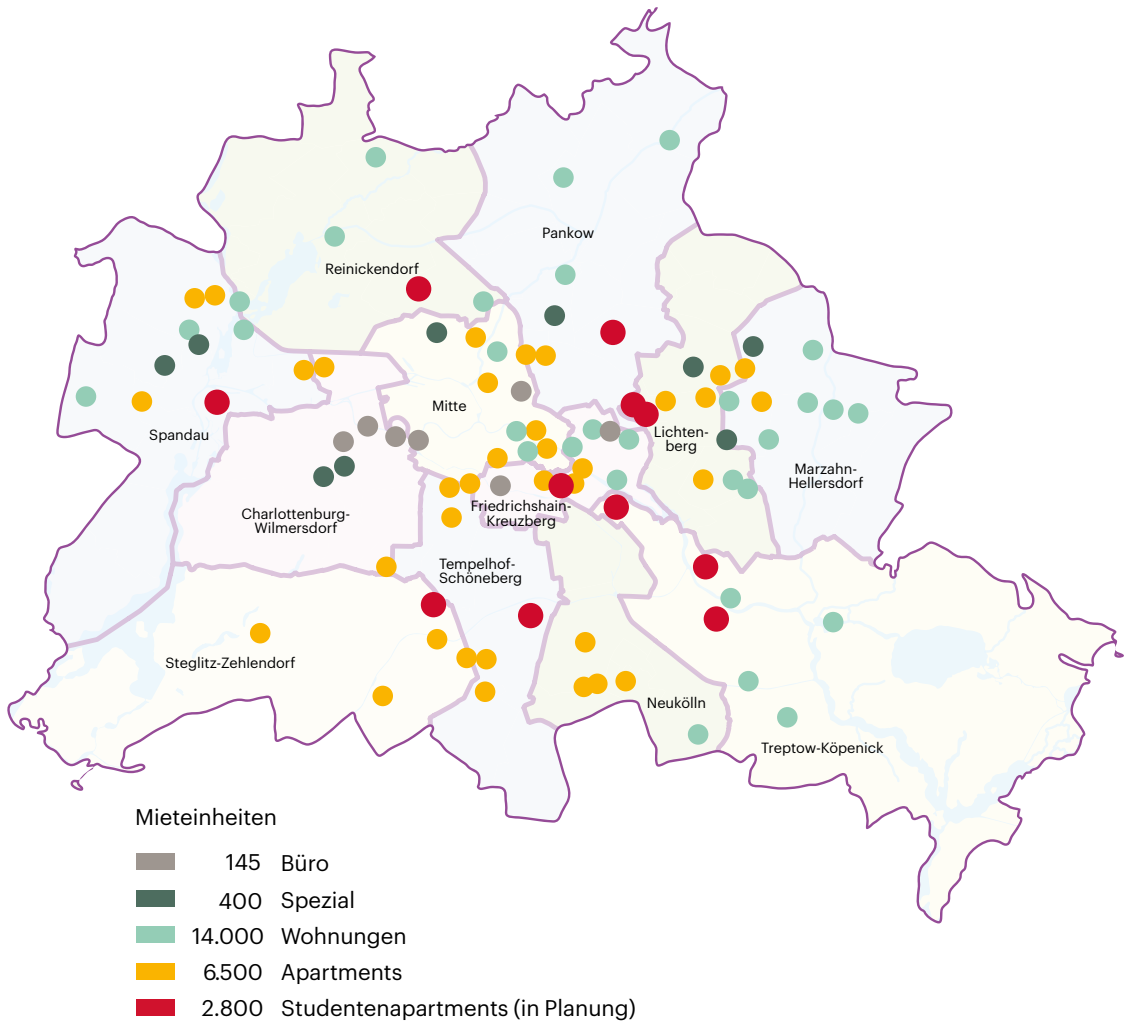 Pankow
Reinickendorf
Mitte
Spandau
Lichten-
berg
Marzahn-
Hellersdorf
Charlottenburg-
Wilmersdorf
Friedrichshain-
Kreuzberg
Tempelhof-
Schöneberg
Steglitz-Zehlendorf
Neukölln
Treptow-Köpenick
Mieteinheiten
145 Büro
400 Spezial
14.000 Wohnungen
6.500 Apartments
2.800 Studentenapartments (in Planung)